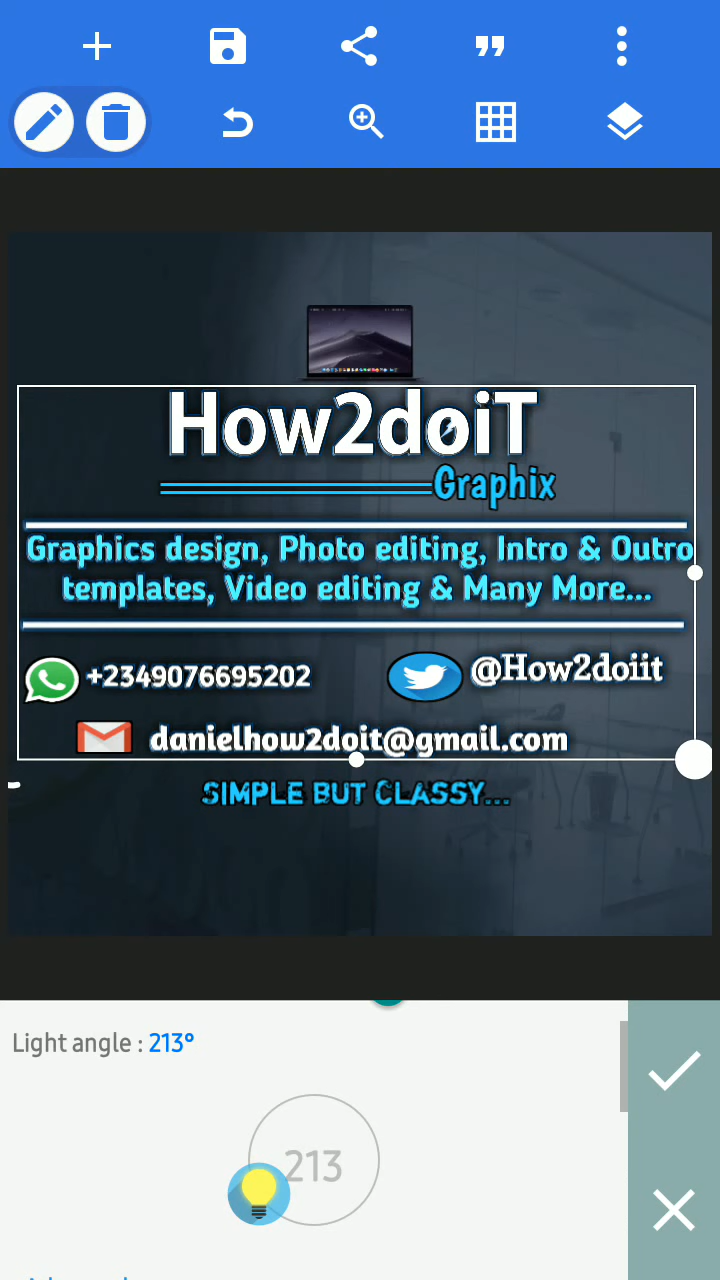 How2doiT
Graphix
Graphics design, Photo editing, Intro & Outro
templates, Video editing & Many More...
+2349076695202
@How2doiit
danielhow2doit@gmail.com
SIMPLE BUT CLASSY...
Light angle : 213°
213